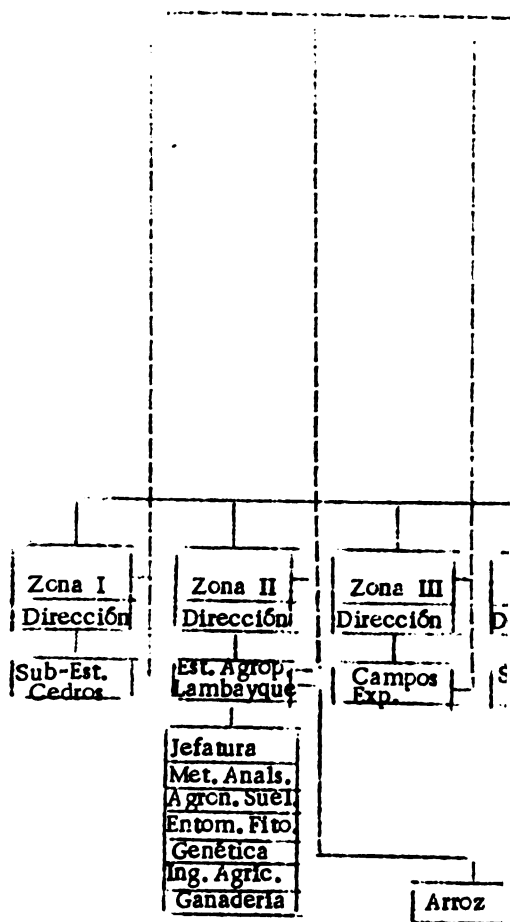 Zona I
Dirección
Zona II
Dirección
Zona III
Dirección
Sub-Est.
Cedros.
Est. Agrop.
Lambayque
Campos
Exp.
Jefatura
Met. Anals.
Agron. Suel.
Entom. Fito.
Genética
Ing. Agric.
Ganadería
Arroz